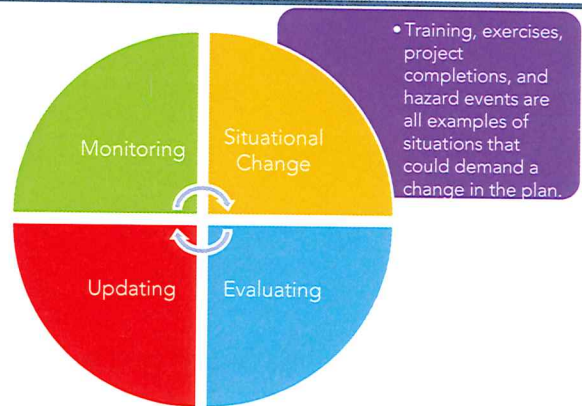 • Training, exercises,
project
completions, and
hazard events are
all examples of
situations that
could demand a
change in the plan.
Monitoring
Situational
Change
Updating
Evaluating